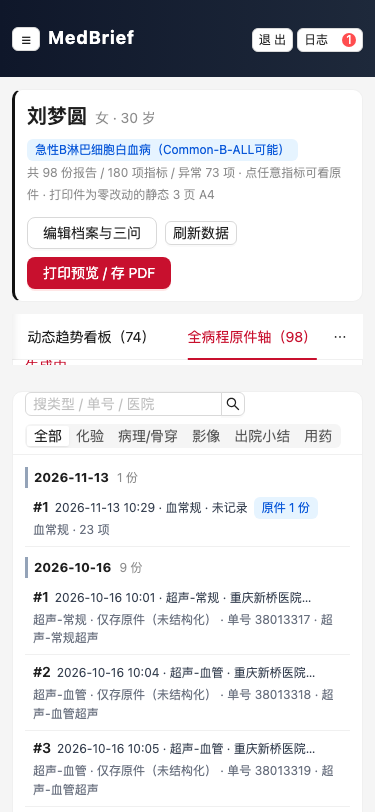 ≡ MedBrief 退 出 日志 1
刘梦圆 女 · 30 岁
急性B淋巴细胞白血病（Common-B-ALL可能）
共 98 份报告 / 180 项指标 / 异常 73 项 · 点任意指标可看原
件 · 打印件为零改动的静态 3 页 A4
编辑档案与三问 刷新数据
打印预览 / 存 PDF
动态趋势看板（74） 全病程原件轴（98） ···
搜类型 / 单号 / 医院
全部 化验 病理/骨穿 影像 出院小结 用药
2026-11-13 1 份
#1 2026-11-13 10:29 · 血常规 · 未记录 原件 1 份
血常规 · 23 项
2026-10-16 9 份
#1 2026-10-16 10:01 · 超声-常规 · 重庆新桥医院...
超声-常规 · 仅存原件（未结构化） · 单号 38013317 · 超
声-常规超声
#2 2026-10-16 10:04 · 超声-血管 · 重庆新桥医院...
超声-血管 · 仅存原件（未结构化） · 单号 38013318 · 超
声-血管超声
#3 2026-10-16 10:05 · 超声-血管 · 重庆新桥医院...
超声-血管 · 仅存原件（未结构化） · 单号 38013319 · 超
声-血管超声